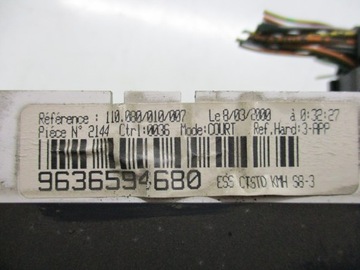 Référence : 110.080/010/007 Le 8/03/2000 à 0:32:27
Pièce N° 2144 Ctrl:0036 Mode:COURT Ref.Hard:3-APP
9636594680 ESS CKSTD KMH S8-3